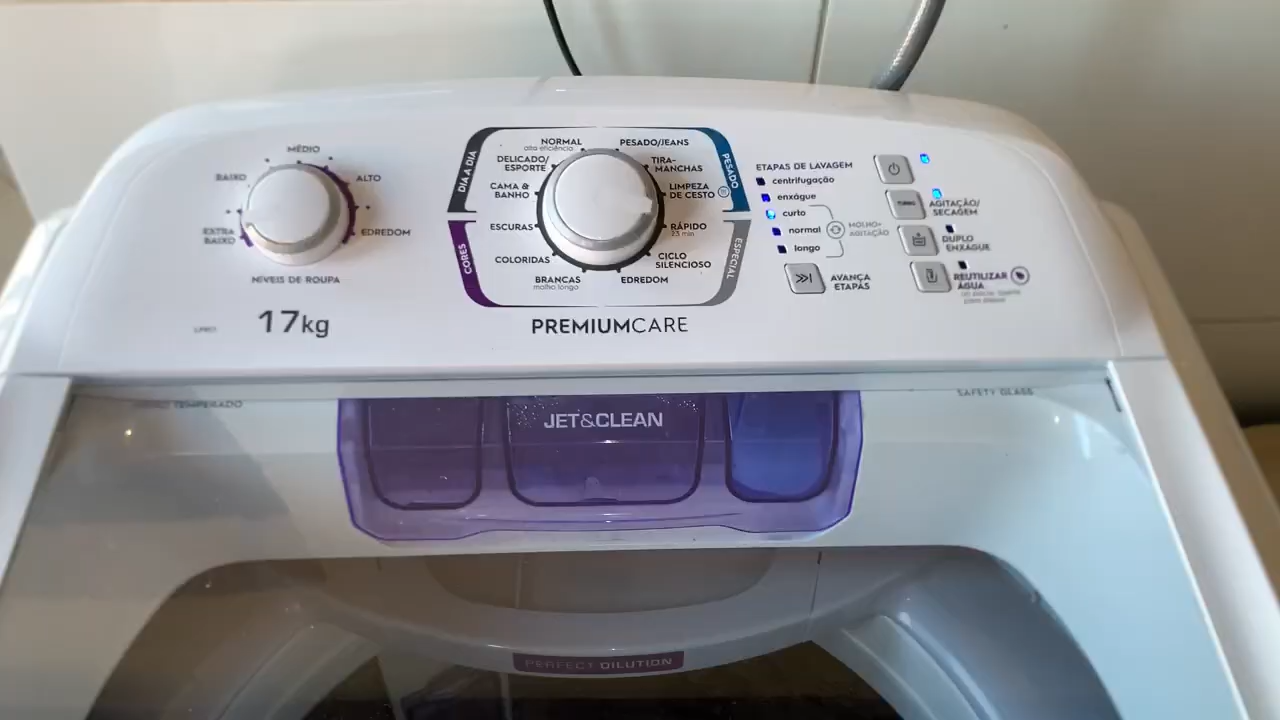 MÉDIO
BAIXO
ALTO
EXTRA
BAIXO
EDREDOM
NÍVEIS DE ROUPA
17kg
DIA A DIA
NORMAL
alta eficiência
DELICADO/
ESPORTE
CAMA &
BANHO
CORES
ESCURAS
COLORIDAS
BRANCAS
molho longo
PESADO
PESADO/JEANS
TIRA-
MANCHAS
LIMPEZA
DE CESTO
ESPECIAL
RÁPIDO
23 min
CICLO
SILENCIOSO
EDREDOM
PREMIUMCARE
ETAPAS DE LAVAGEM
centrifugação
enxágue
curto
normal
longo
MOLHO+
AGITAÇÃO
AVANÇA
ETAPAS
TURBO
AGITAÇÃO/
SECAGEM
DUPLO
ENXÁGUE
REUTILIZAR
ÁGUA
TEMPERADO
SAFETY GLASS
JET&CLEAN
PERFECT DILUTION